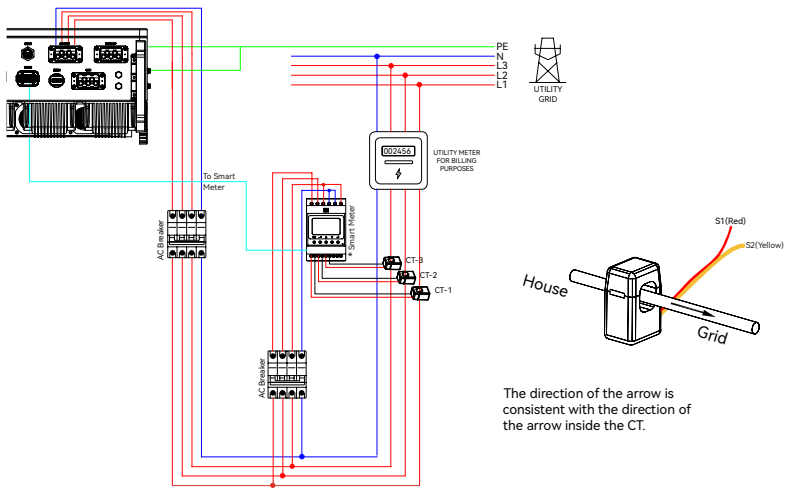 PE
N
L3
L2
L1
UTILITY
GRID
002456
UTILITY METER
FOR BILLING
PURPOSES
To Smart
Meter
AC Breaker
* Smart Meter
CT-3
CT-2
CT-1
AC Breaker
S1(Red)
S2(Yellow)
House
Grid
The direction of the arrow is
consistent with the direction of
the arrow inside the CT.